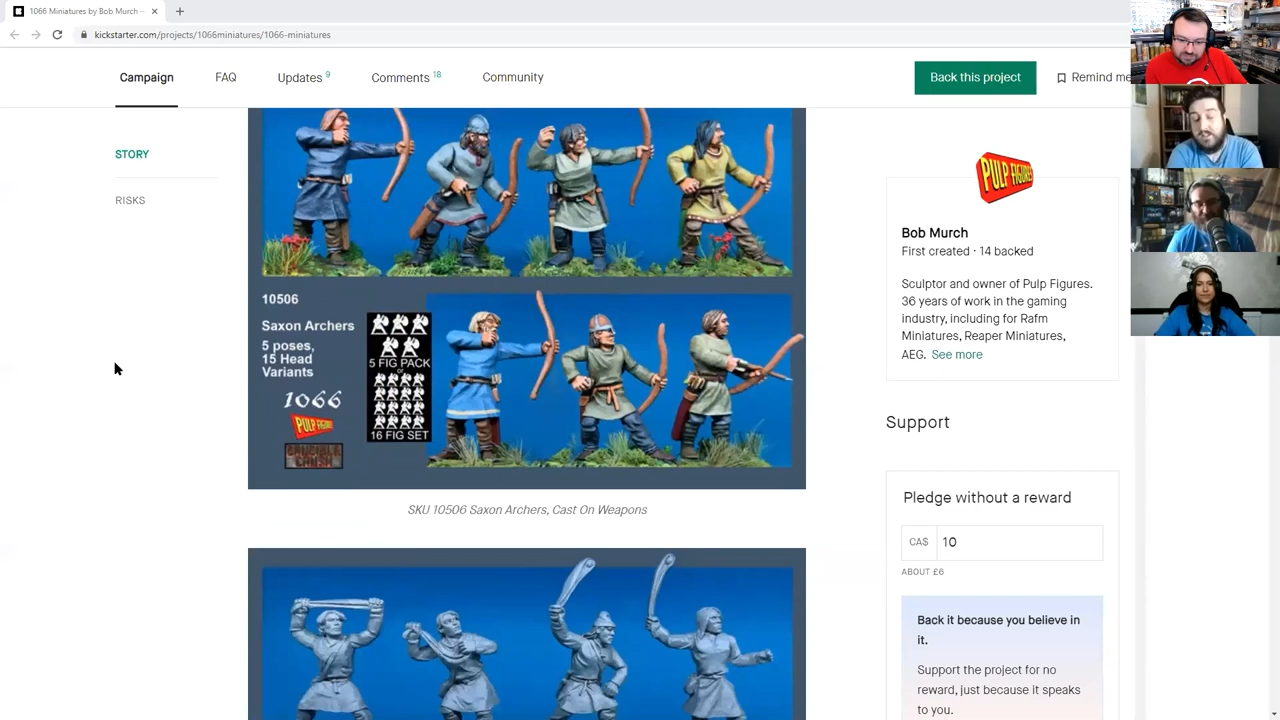 1066 Miniatures by Bob Murch –
kickstarter.com/projects/1066miniatures/1066-miniatures
Campaign
FAQ
Updates 9
Comments 18
Community
Back this project
Remind me
STORY
RISKS
PULP FIGURES
Bob Murch
First created · 14 backed
Sculptor and owner of Pulp Figures.
36 years of work in the gaming
industry, including for Rafm
Miniatures, Reaper Miniatures,
AEG. See more
10506
Saxon Archers
5 poses,
15 Head
Variants
1066
PULP FIGURES
CRUCIBLE
CRUSH
5 FIG PACK
or
16 FIG SET
SKU 10506 Saxon Archers, Cast On Weapons
Support
Pledge without a reward
CA$ 10
ABOUT £6
Back it because you believe in
it.
Support the project for no
reward, just because it speaks
to you.